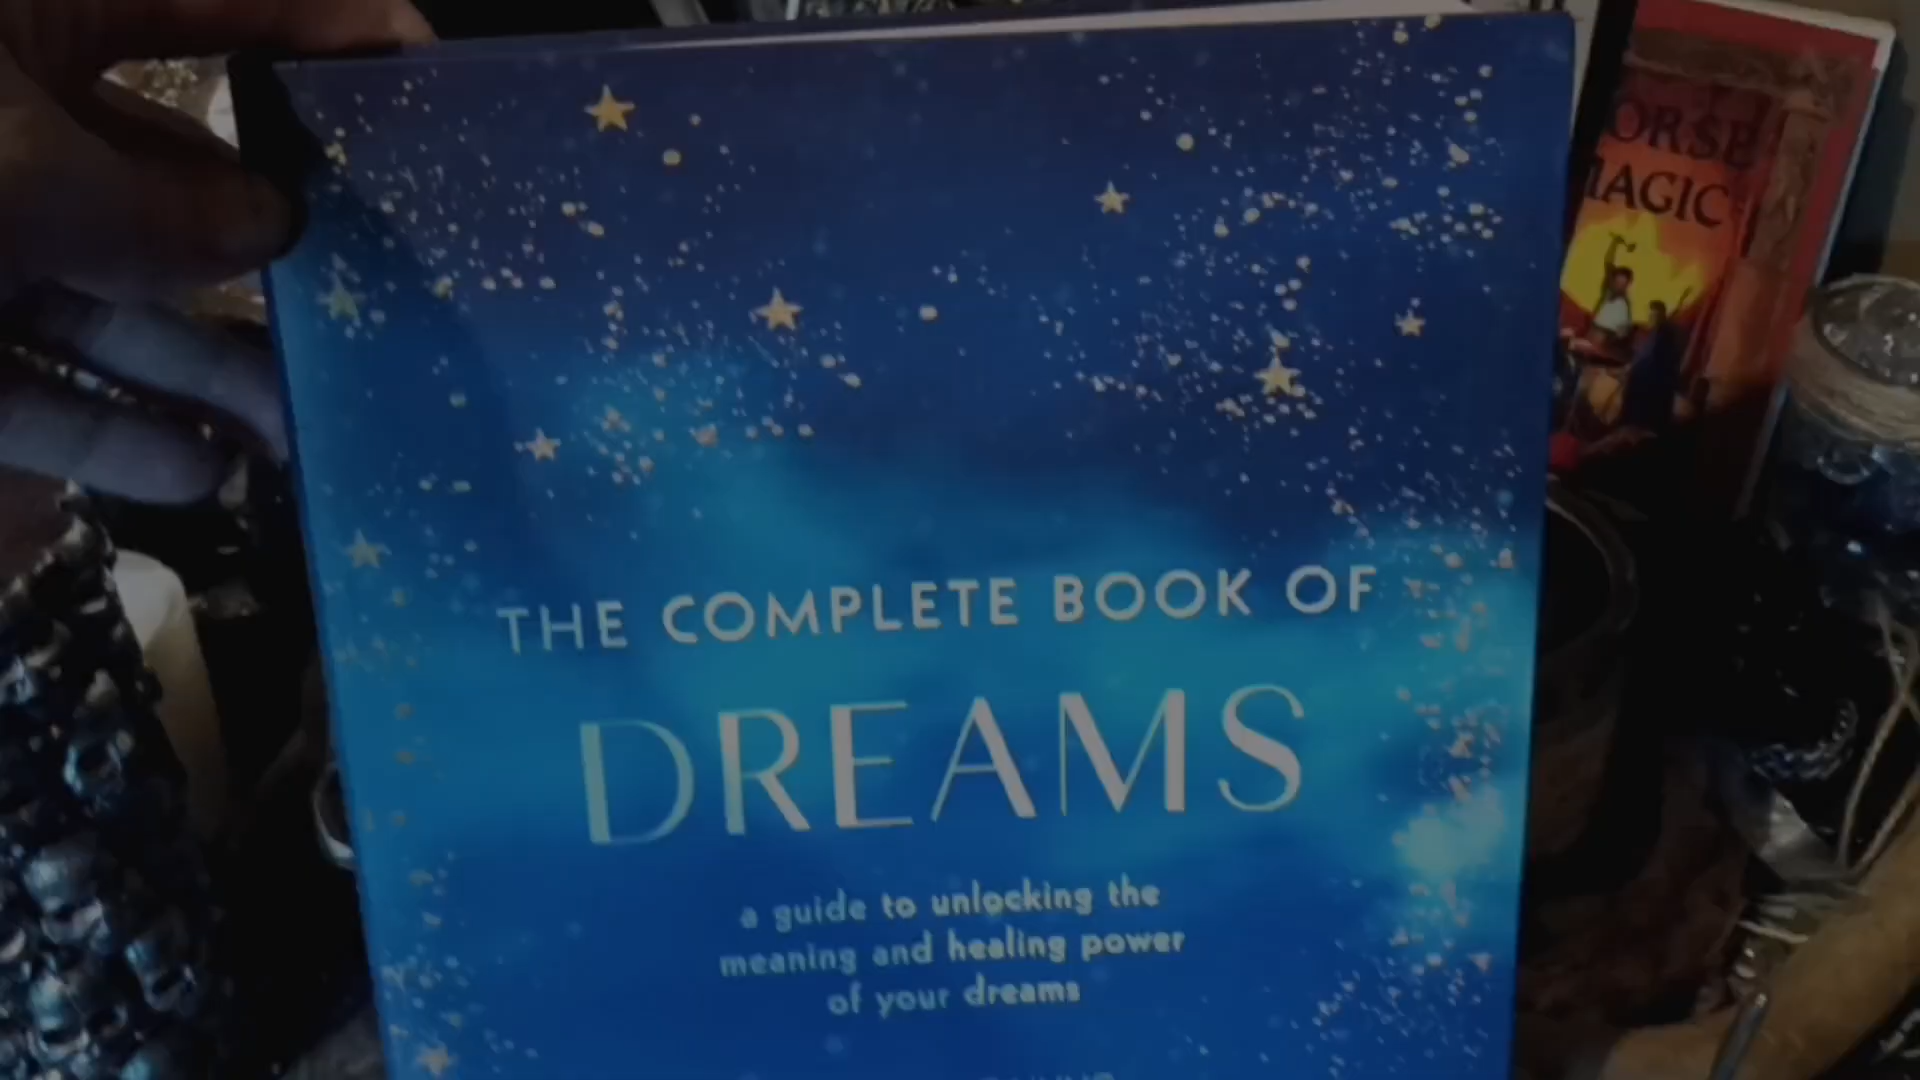 THE COMPLETE BOOK OF
DREAMS
a guide to unlocking the
meaning and healing power
of your dreams
ORSE
MAGIC